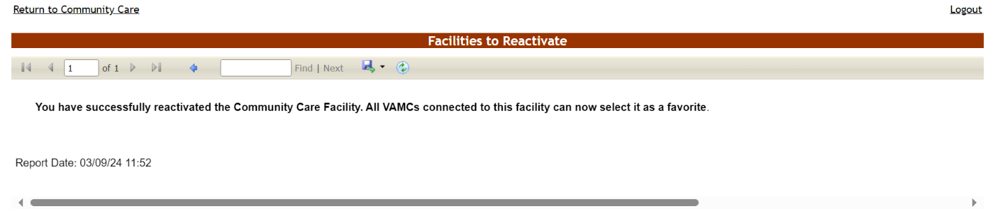 Return to Community Care Logout
Facilities to Reactivate
1 of 1 Find | Next
You have successfully reactivated the Community Care Facility. All VAMCs connected to this facility can now select it as a favorite.
Report Date: 03/09/24 11:52